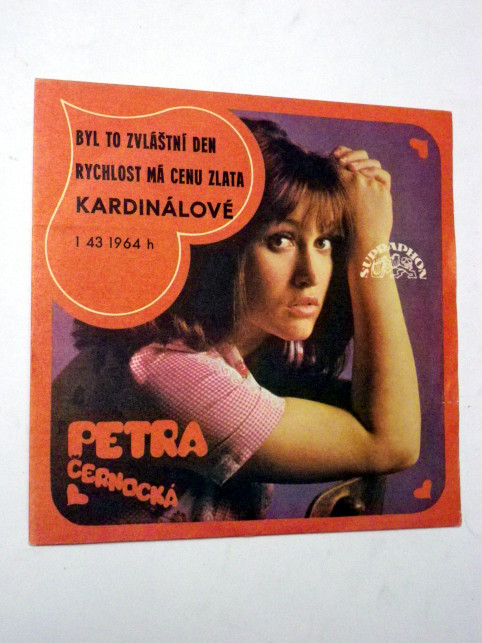 BYL TO ZVLÁŠTNÍ DEN
RYCHLOST MÁ CENU ZLATA
KARDINÁLOVÉ
1 43 1964 h
SUPRAPHON
PETRA
ČERNOCKÁ